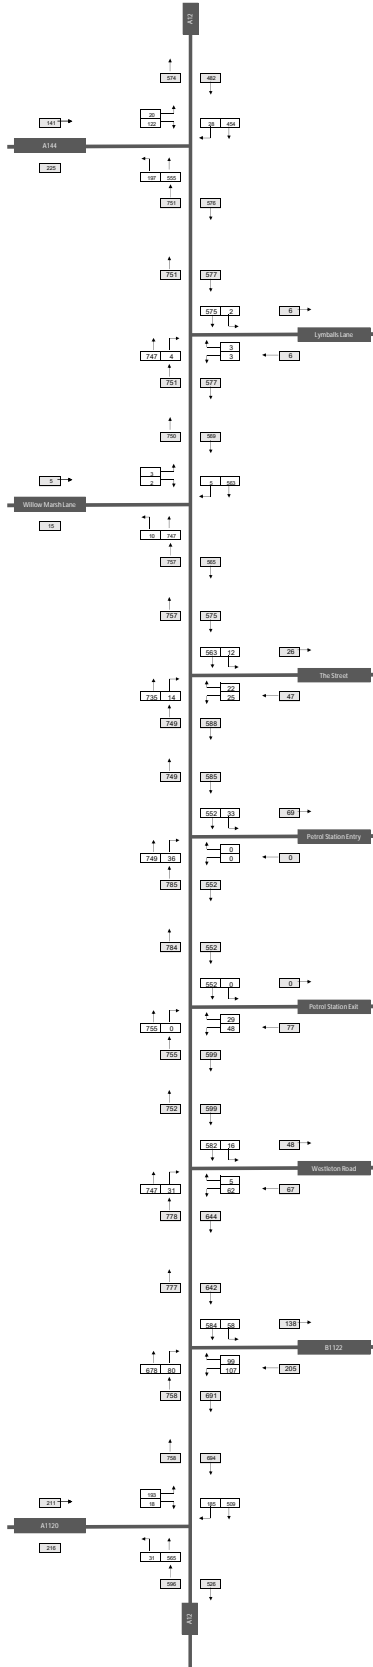 A12
574 482
141 20
122 28 454
A144
225 197 555
751 576
751 577
575 2 6
Lymballs Lane
747 4 3
3 6
751 577
750 569
5 3
2 5 563
Willow Marsh Lane
15 10 747
757 565
757 575
563 12 26
The Street
735 14 22
25 47
749 588
749 585
552 33 69
Petrol Station Entry
749 36 0
0 0
785 552
784 552
552 0 0
Petrol Station Exit
755 0 29
48 77
755 599
752 599
582 16 48
Westleton Road
747 31 5
62 67
778 644
777 642
584 58 138
B1122
678 80 99
107 205
758 691
758 694
211 193
18 185 509
A1120
216 31 565
596 526
A12